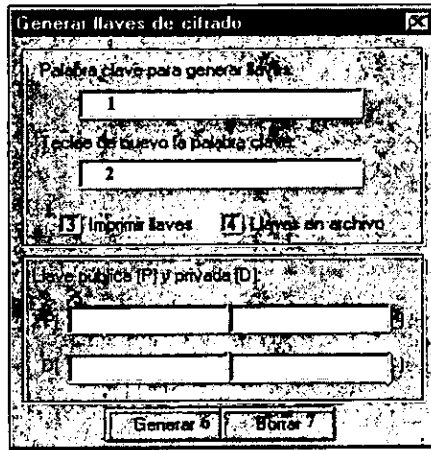 Generar llaves de cifrado
Palabra clave para generar llaves:
1
Teclee de nuevo la palabra clave:
2
3 Imprimir llaves 4 Llaves en archivo
Llave pública [P] y privada [D]
Generar 6 Borrar 7